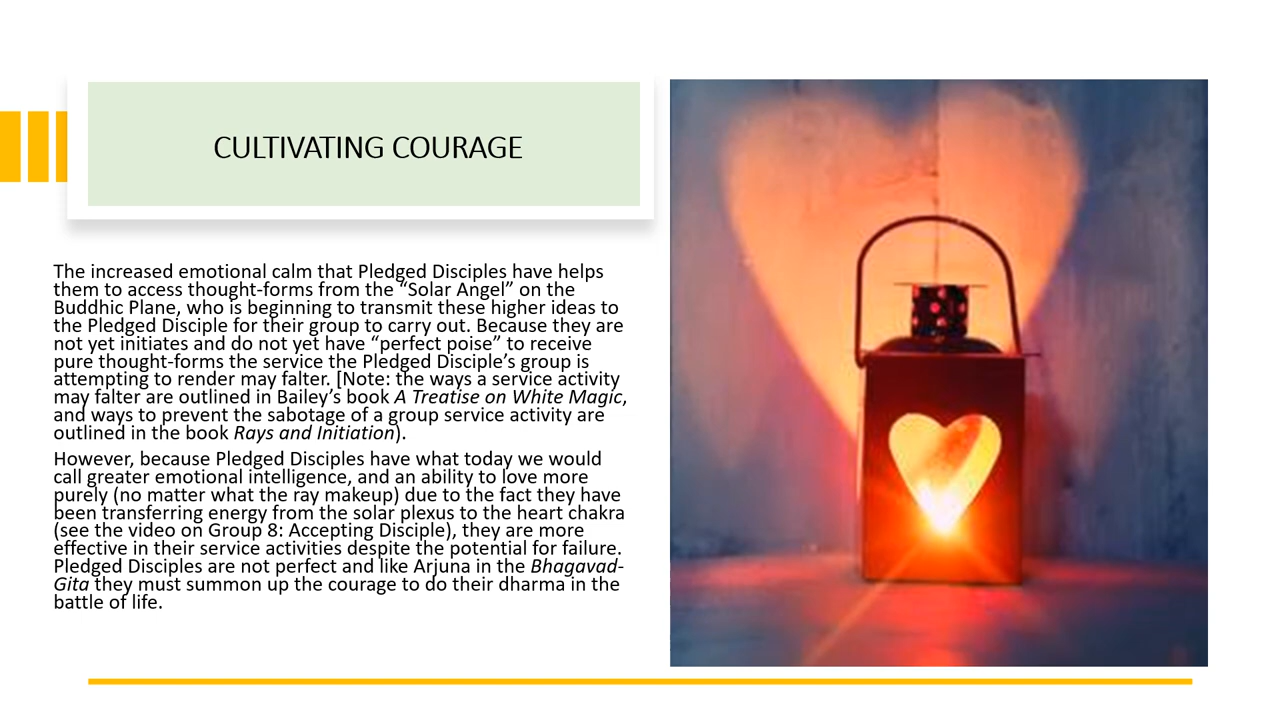 CULTIVATING COURAGE
The increased emotional calm that Pledged Disciples have helps
them to access thought-forms from the “Solar Angel” on the
Buddhic Plane, who is beginning to transmit these higher ideas to
the Pledged Disciple for their group to carry out. Because they are
not yet initiates and do not yet have “perfect poise” to receive
pure thought-forms the service the Pledged Disciple’s group is
attempting to render may falter. [Note: the ways a service activity
may falter are outlined in Bailey’s book A Treatise on White Magic,
and ways to prevent the sabotage of a group service activity are
outlined in the book Rays and Initiation).
However, because Pledged Disciples have what today we would
call greater emotional intelligence, and an ability to love more
purely (no matter what the ray makeup) due to the fact they have
been transferring energy from the solar plexus to the heart chakra
(see the video on Group 8: Accepting Disciple), they are more
effective in their service activities despite the potential for failure.
Pledged Disciples are not perfect and like Arjuna in the Bhagavad-
Gita they must summon up the courage to do their dharma in the
battle of life.